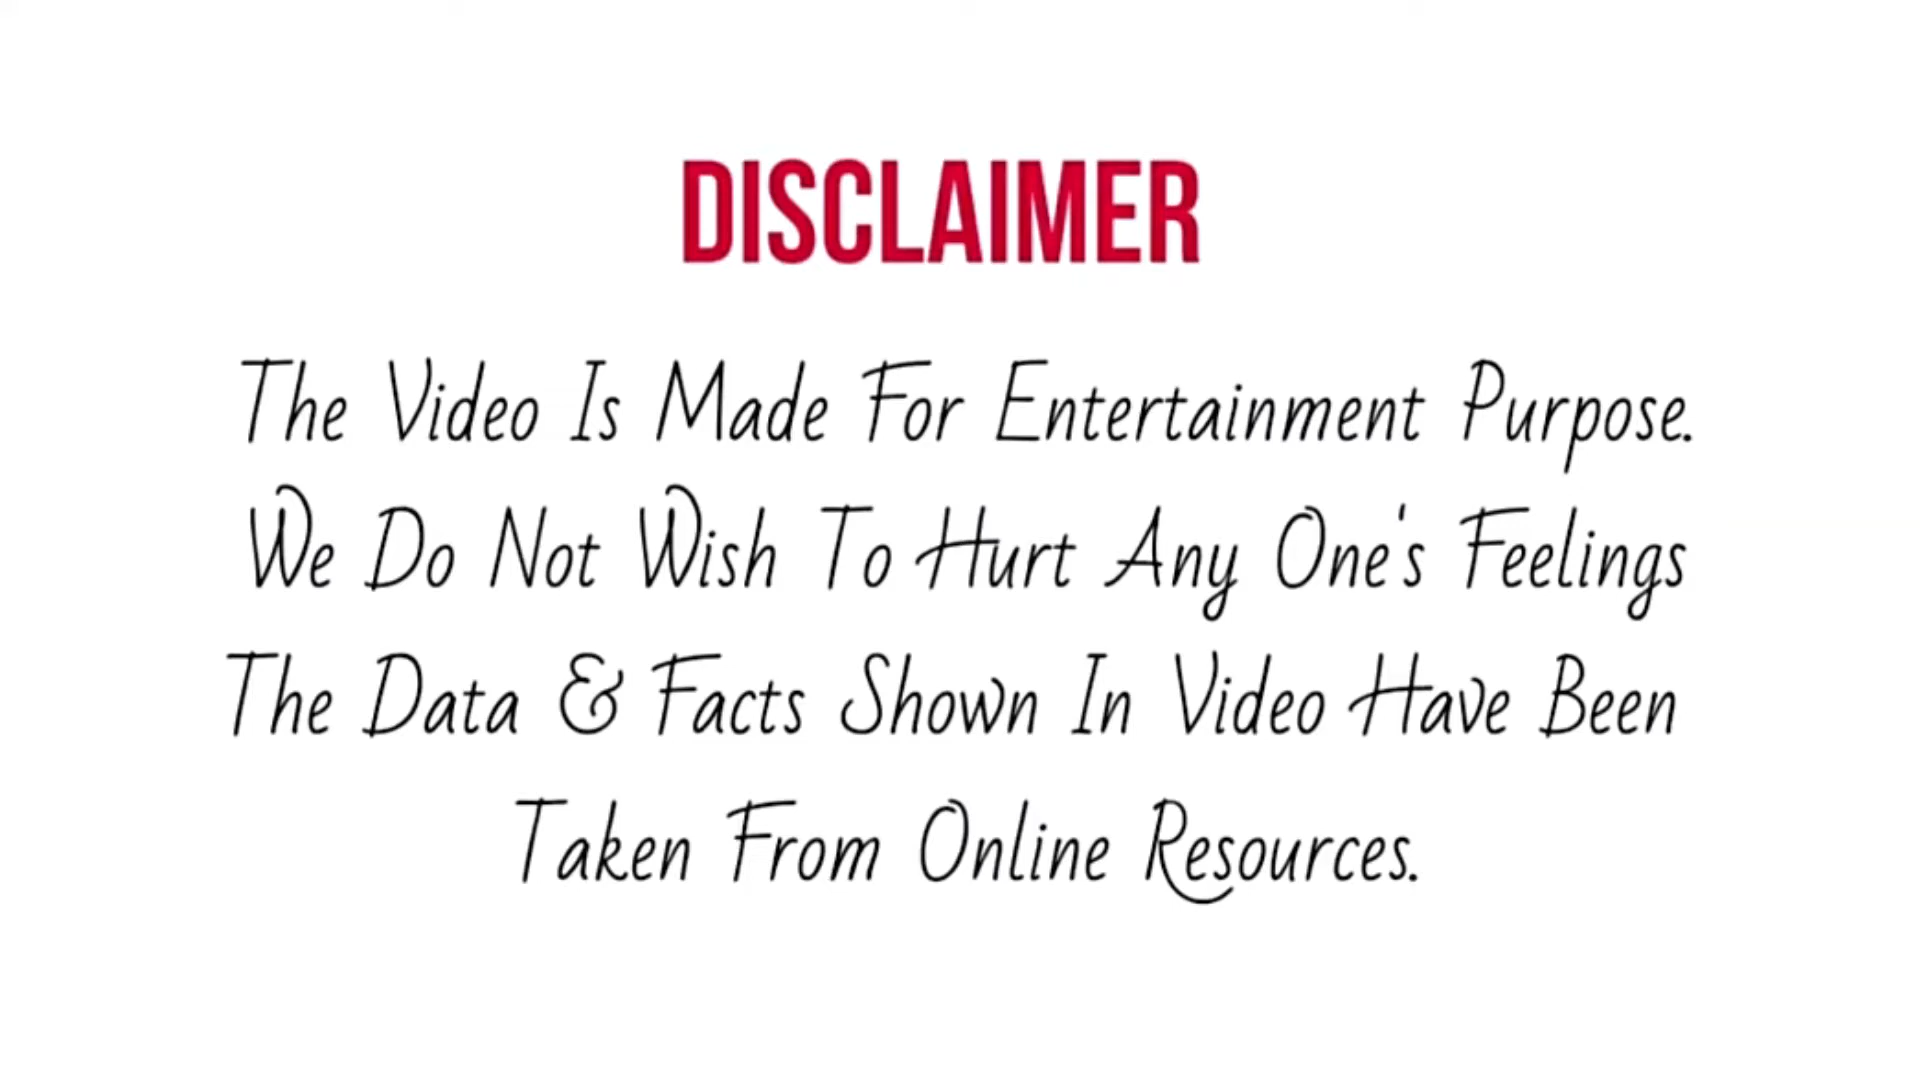 DISCLAIMER
The Video Is Made For Entertainment Purpose.
We Do Not Wish To Hurt Any One's Feelings
The Data & Facts Shown In Video Have Been
Taken From Online Resources.